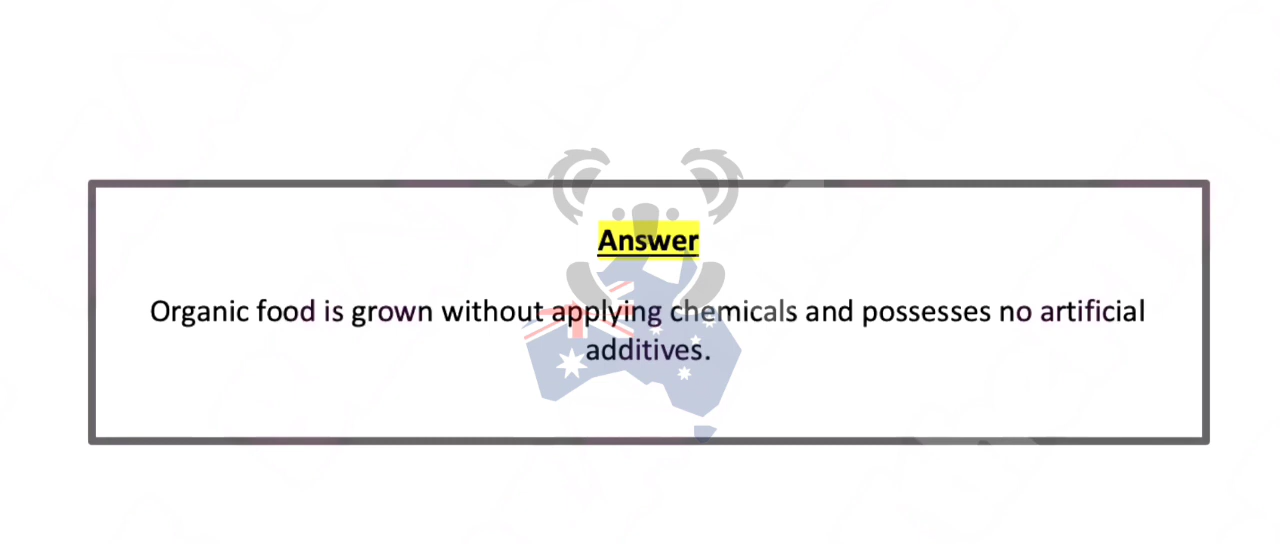 Answer
Organic food is grown without applying chemicals and possesses no artificial
additives.